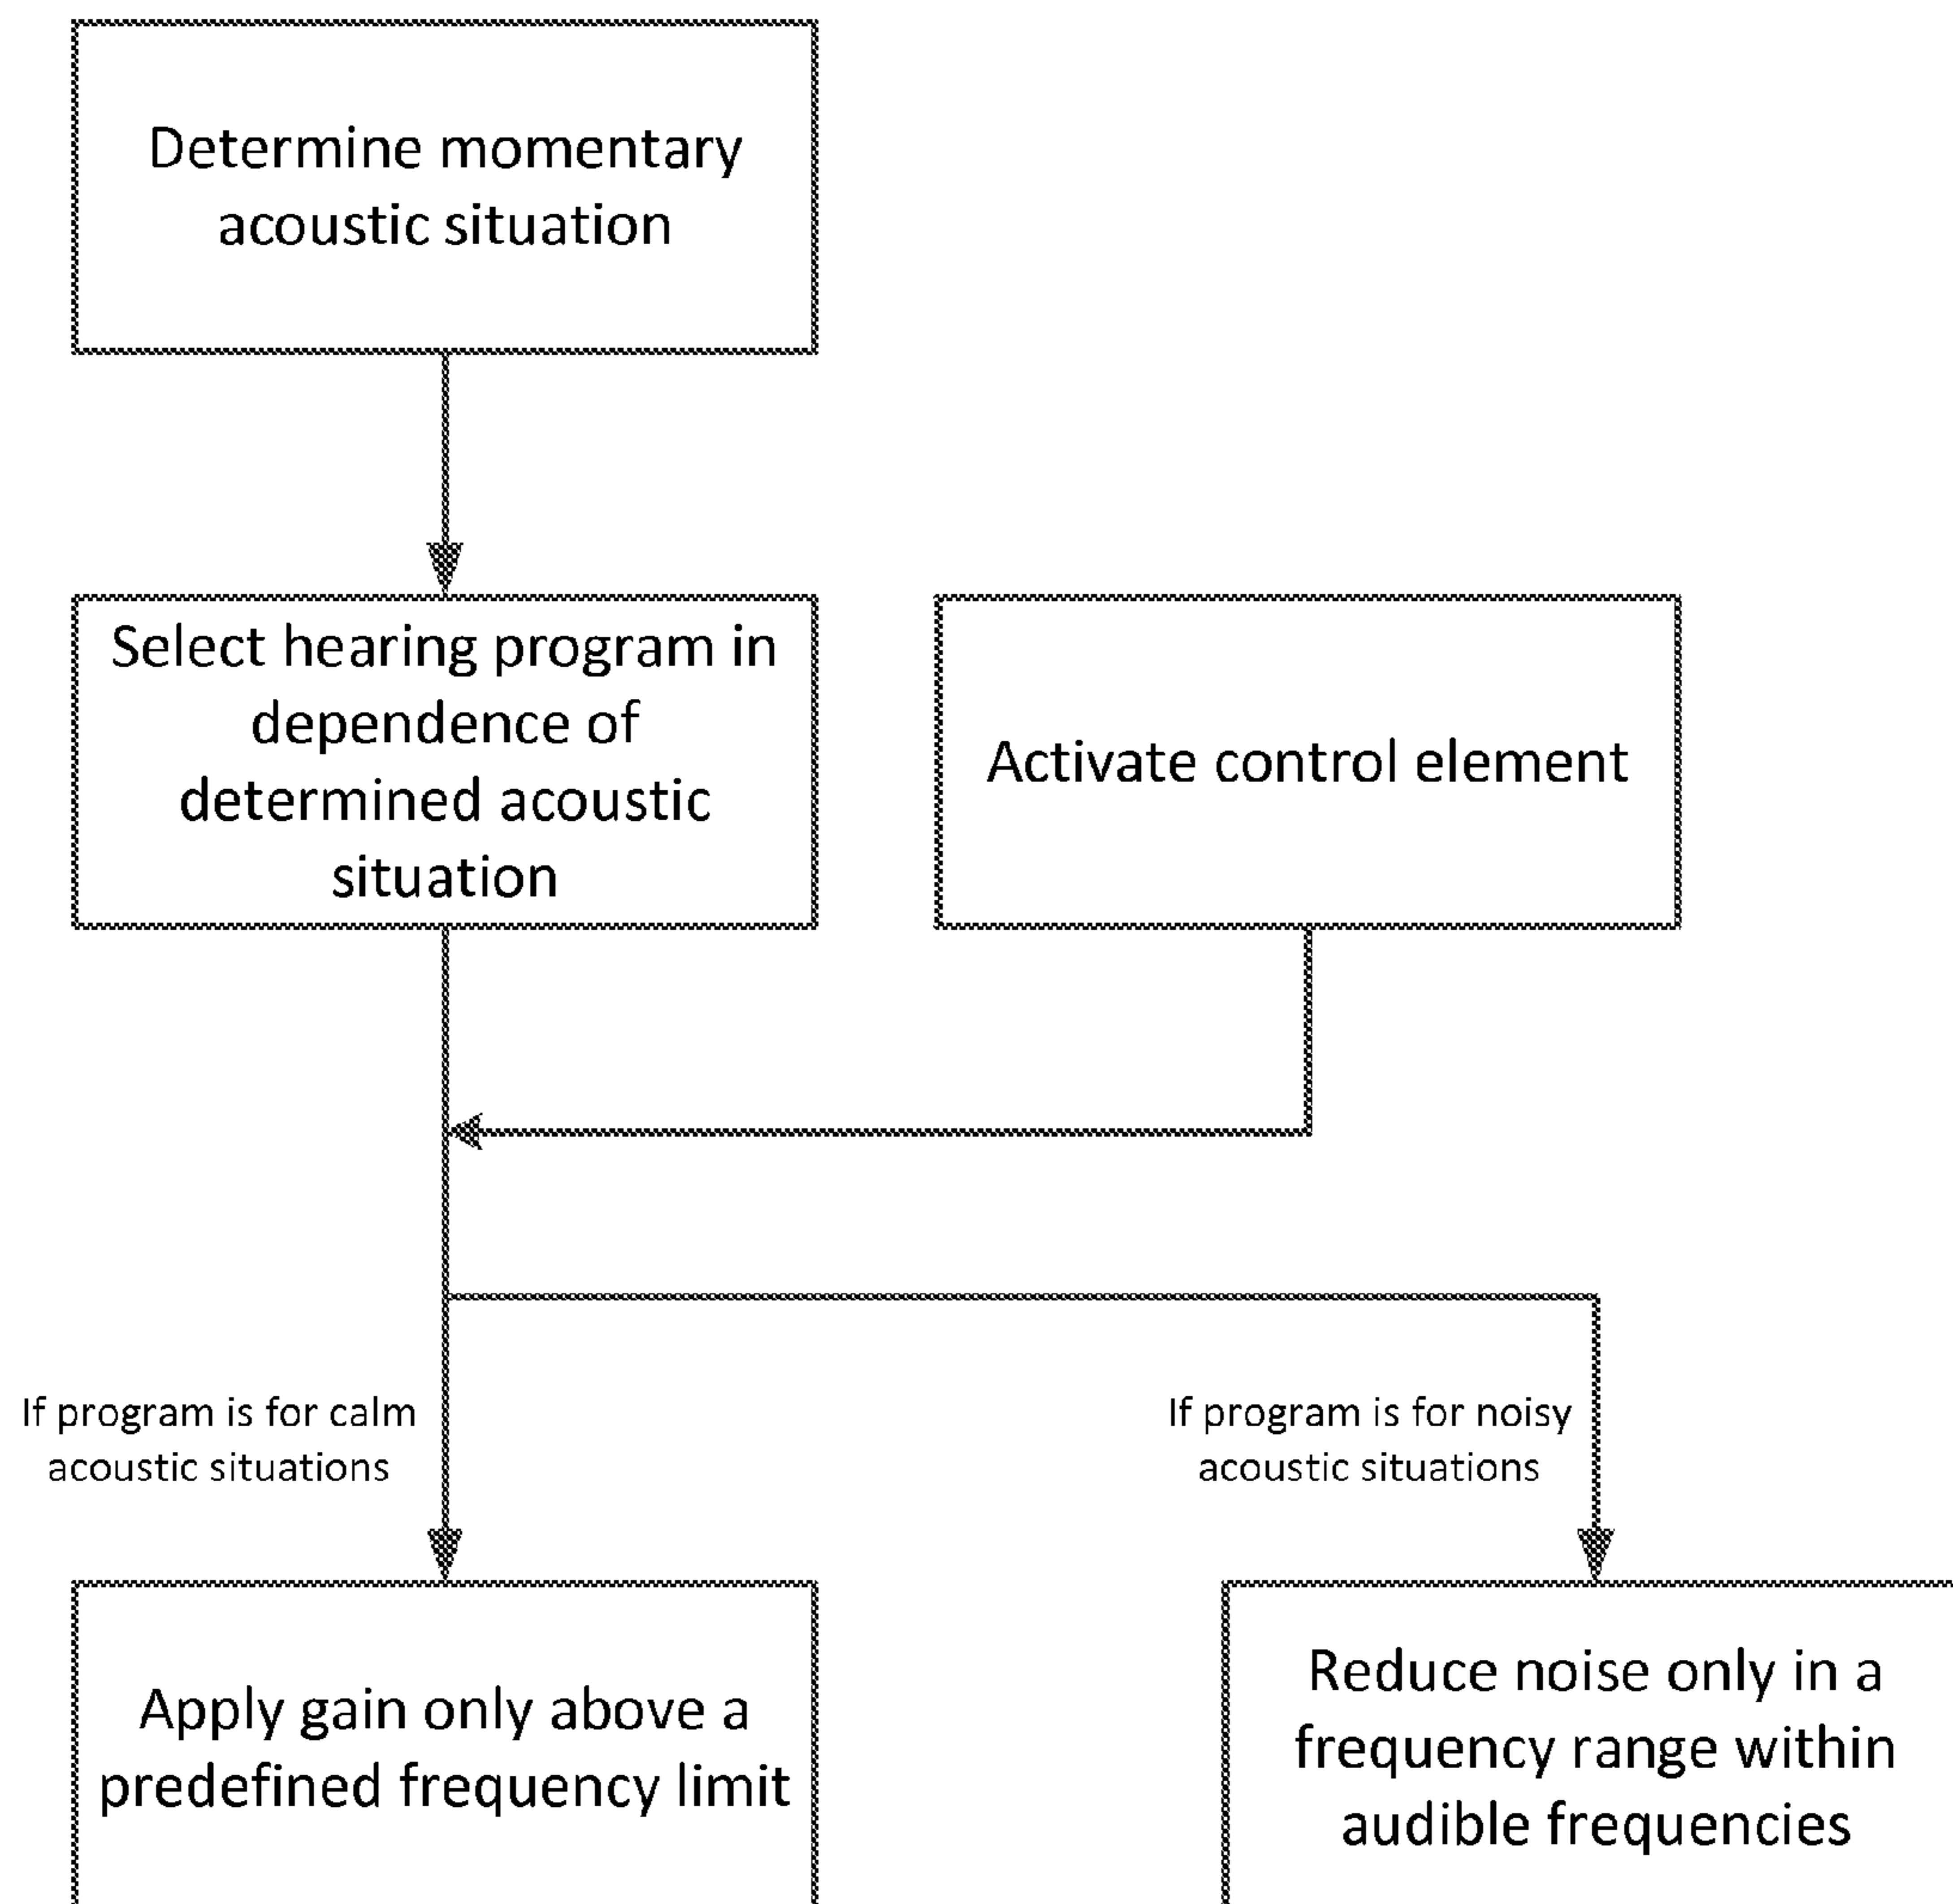 Determine momentary
acoustic situation
Select hearing program in
dependence of
determined acoustic
situation
Activate control element
If program is for calm
acoustic situations
If program is for noisy
acoustic situations
Apply gain only above a
predefined frequency limit
Reduce noise only in a
frequency range within
audible frequencies